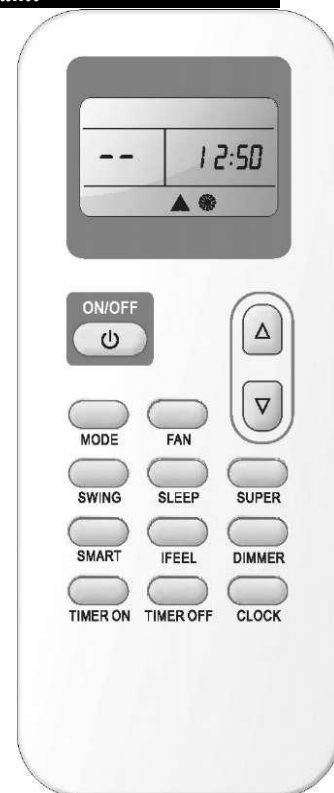 -- 12:50
ON/OFF
MODE FAN
SWING SLEEP SUPER
SMART IFEEL DIMMER
TIMER ON TIMER OFF CLOCK